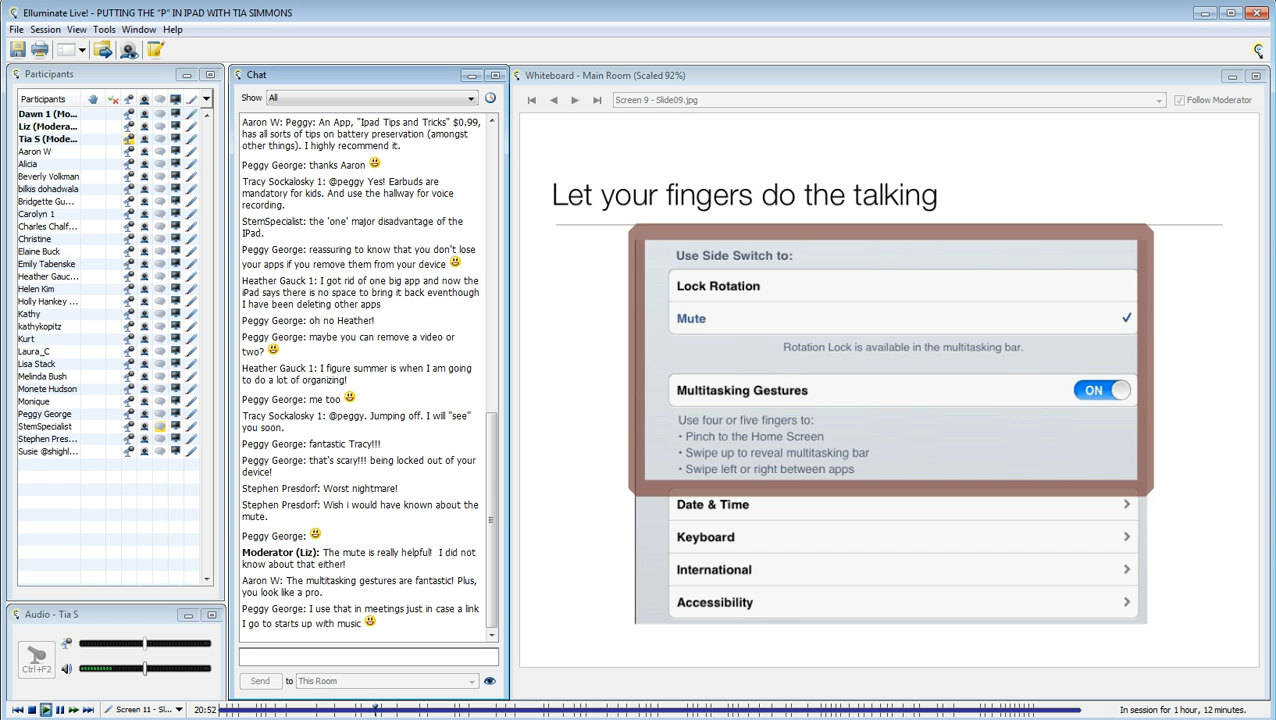 Elluminate Live! - PUTTING THE "P" IN IPAD WITH TIA SIMMONS
File Session View Tools Window Help
Participants
Participants
Dawn 1 (Mo...
Liz (Modera...
Tia S (Mode...
Aaron W
Alicia
Beverly Volkman
bilkis dohadwala
Bridgette Gu...
Carolyn 1
Charles Chalf...
Christine
Elaine Buck
Emily Tabenske
Heather Gauc...
Helen Kim
Holly Hankey ...
Kathy
kathykopitz
Kurt
Laura_C
Lisa Stack
Melinda Bush
Monete Hudson
Monique
Peggy George
StemSpecialist
Stephen Pres...
Susie @shighl...
Audio - Tia S
Ctrl+F2
Chat
Show All
Aaron W: Peggy: An App, "Ipad Tips and Tricks" $0.99,
has all sorts of tips on battery preservation (amongst
other things). I highly recommend it.
Peggy George: thanks Aaron
Tracy Sockalosky 1: @peggy Yes! Earbuds are
mandatory for kids. And use the hallway for voice
recording.
StemSpecialist: the 'one' major disadvantage of the
IPad.
Peggy George: reassuring to know that you don't lose
your apps if you remove them from your device
Heather Gauck 1: I got rid of one big app and now the
iPad says there is no space to bring it back eventhough
I have been deleting other apps
Peggy George: oh no Heather!
Peggy George: maybe you can remove a video or
two?
Heather Gauck 1: I figure summer is when I am going
to do a lot of organizing!
Peggy George: me too
Tracy Sockalosky 1: @peggy. Jumping off. I will "see"
you soon.
Peggy George: fantastic Tracy!!!
Peggy George: that's scary!!! being locked out of your
device!
Stephen Presdorf: Worst nightmare!
Stephen Presdorf: Wish i would have known about the
mute.
Peggy George:
Moderator (Liz): The mute is really helpful! I did not
know about that either!
Aaron W: The multitasking gestures are fantastic! Plus,
you look like a pro.
Peggy George: I use that in meetings just in case a link
I go to starts up with music
Send to This Room
Whiteboard - Main Room (Scaled 92%)
Screen 9 - Slide09.jpg
Follow Moderator
Let your fingers do the talking
Use Side Switch to:
Lock Rotation
Mute
Rotation Lock is available in the multitasking bar.
Multitasking Gestures ON
Use four or five fingers to:
• Pinch to the Home Screen
• Swipe up to reveal multitasking bar
• Swipe left or right between apps
Date & Time
Keyboard
International
Accessibility
Screen 11 - Sl... 20:52 In session for 1 hour, 12 minutes.